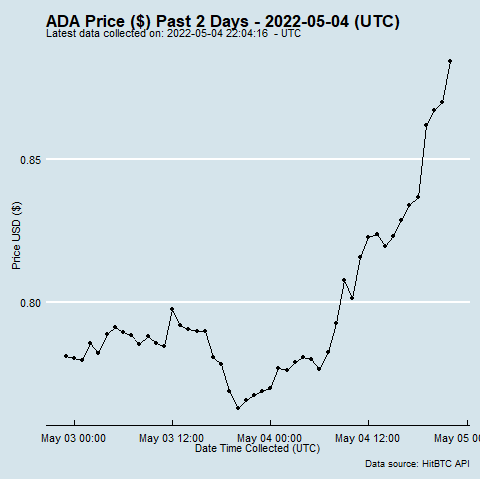 ADA Price ($) Past 2 Days - 2022-05-04 (UTC)
Latest data collected on: 2022-05-04 22:04:16 - UTC
0.85
Price USD ($)
0.80
May 03 00:00 May 03 12:00 May 04 00:00 May 04 12:00 May 05 00
Date Time Collected (UTC)
Data source: HitBTC API